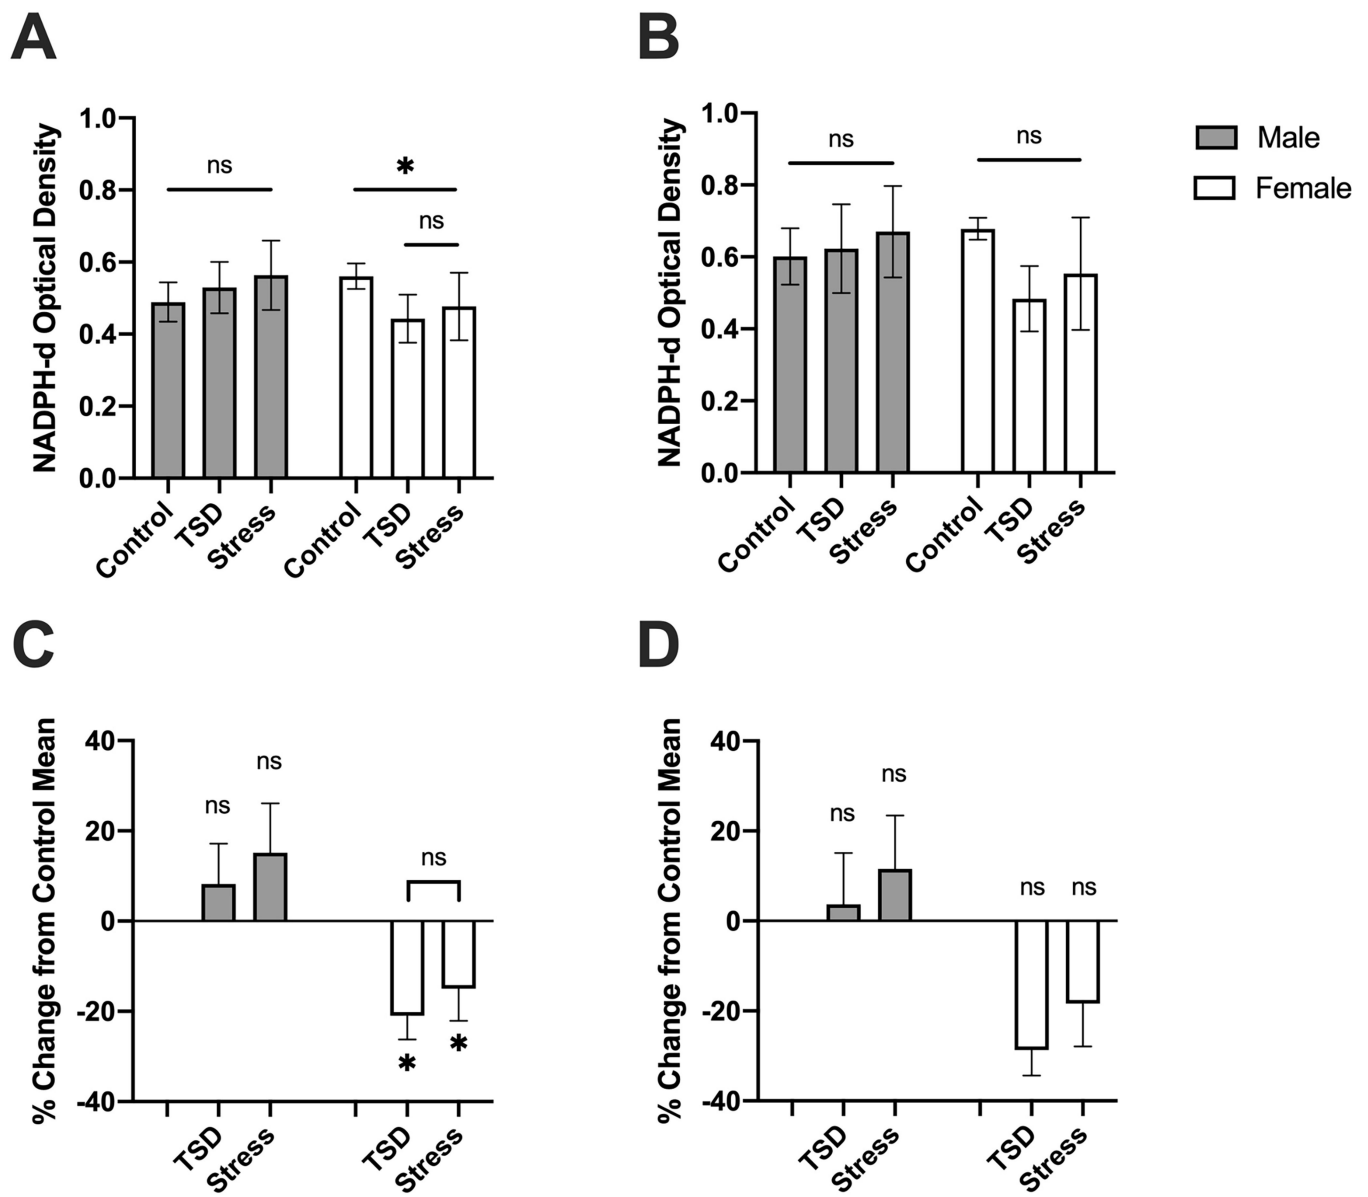 A
NADPH-d Optical Density
1.0
0.8
0.6
0.4
0.2
0.0
ns
*
ns
Control
TSD
Stress
Control
TSD
Stress
B
NADPH-d Optical Density
1.0
0.8
0.6
0.4
0.2
0.0
ns
ns
Control
TSD
Stress
Control
TSD
Stress
Male
Female
C
% Change from Control Mean
40
20
0
-20
-40
ns
ns
ns
*
*
TSD
Stress
TSD
Stress
D
% Change from Control Mean
40
20
0
-20
-40
ns
ns
ns
ns
TSD
Stress
TSD
Stress